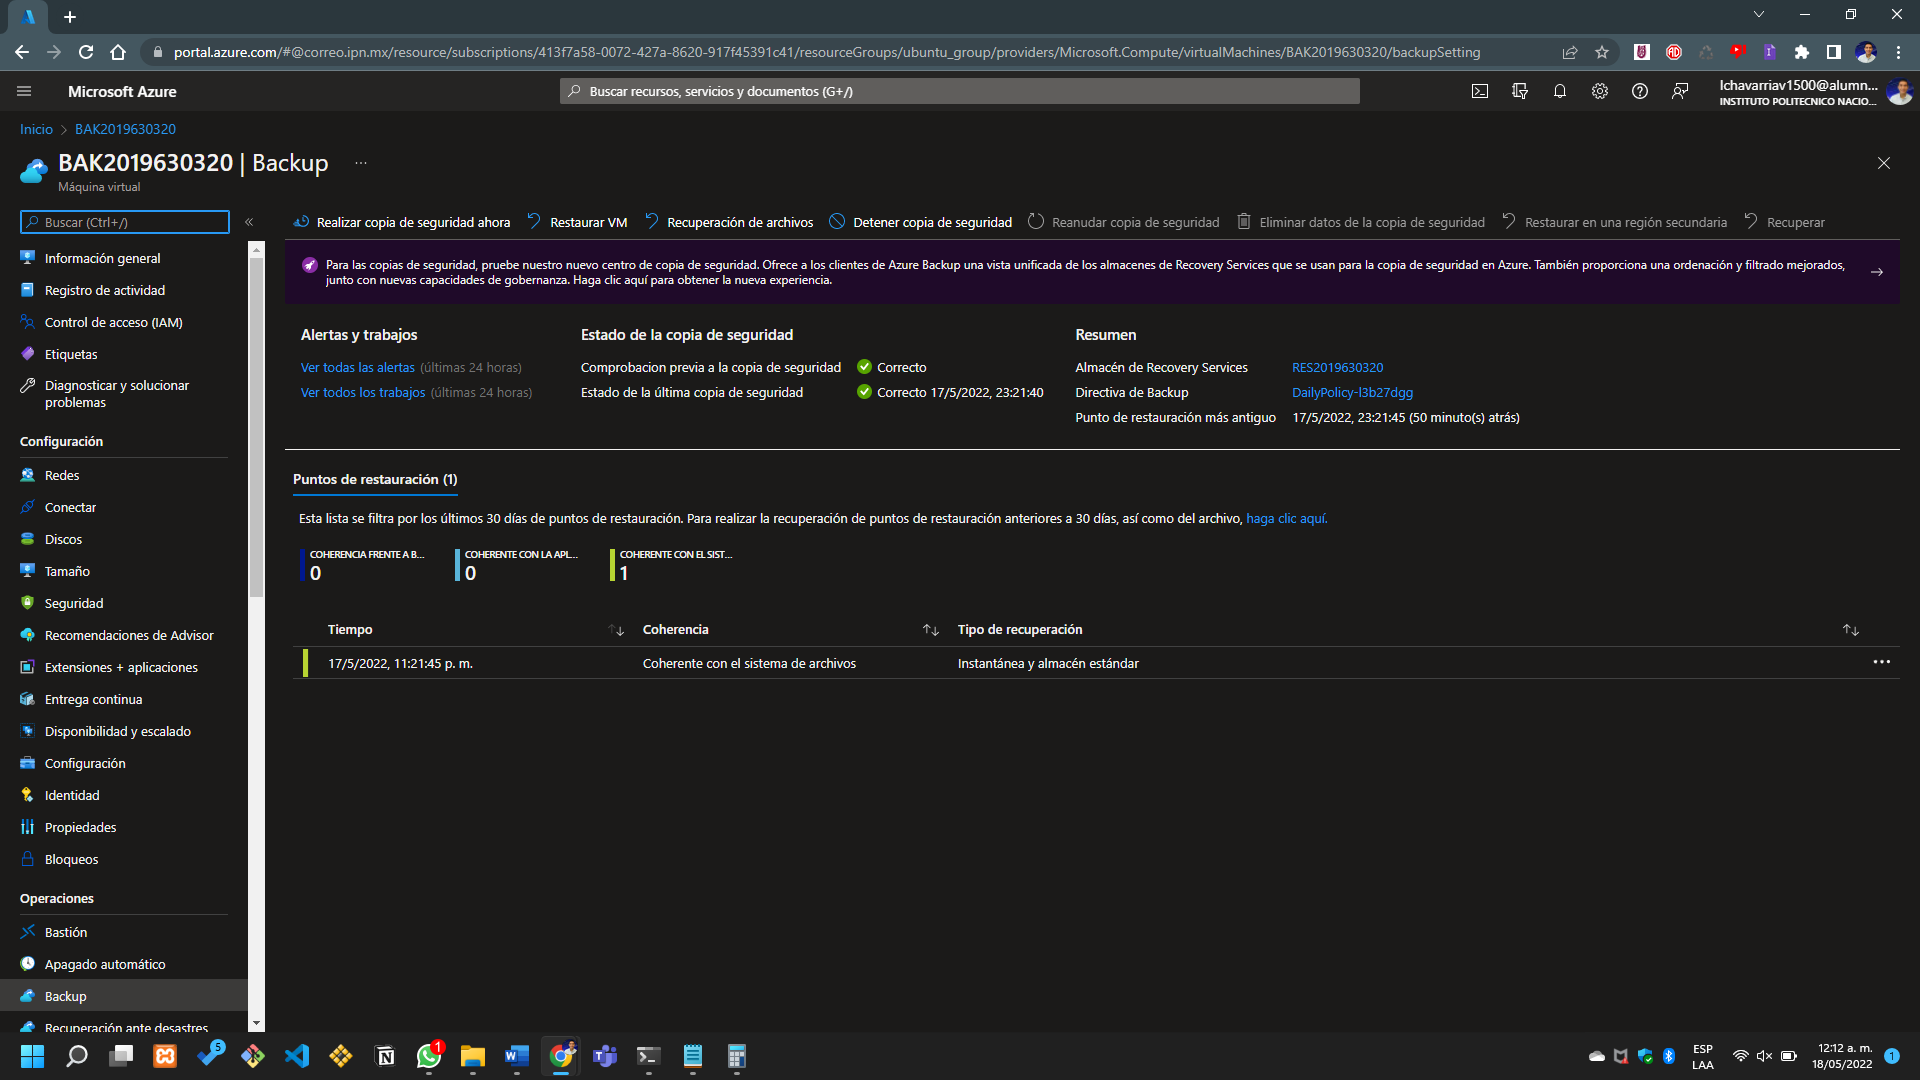 portal.azure.com/#@correo.ipn.mx/resource/subscriptions/413f7a58-0072-427a-8620-917f45391c41/resourceGroups/ubuntu_group/providers/Microsoft.Compute/virtualMachines/BAK2019630320/backupSetting
Microsoft Azure
Buscar recursos, servicios y documentos (G+/)
lchavarriav1500@alumn...
INSTITUTO POLITECNICO NACIO...
Inicio > BAK2019630320
BAK2019630320 | Backup ...
Máquina virtual
Buscar (Ctrl+/)
«
Realizar copia de seguridad ahora
Restaurar VM
Recuperación de archivos
Detener copia de seguridad
Reanudar copia de seguridad
Eliminar datos de la copia de seguridad
Restaurar en una región secundaria
Recuperar
Información general
Registro de actividad
Control de acceso (IAM)
Etiquetas
Diagnosticar y solucionar
problemas
Configuración
Redes
Conectar
Discos
Tamaño
Seguridad
Recomendaciones de Advisor
Extensiones + aplicaciones
Entrega continua
Disponibilidad y escalado
Configuración
Identidad
Propiedades
Bloqueos
Operaciones
Bastión
Apagado automático
Backup
Recuperación ante desastres
Para las copias de seguridad, pruebe nuestro nuevo centro de copia de seguridad. Ofrece a los clientes de Azure Backup una vista unificada de los almacenes de Recovery Services que se usan para la copia de seguridad en Azure. También proporciona una ordenación y filtrado mejorados,
junto con nuevas capacidades de gobernanza. Haga clic aquí para obtener la nueva experiencia.
Alertas y trabajos
Ver todas las alertas (últimas 24 horas)
Ver todos los trabajos (últimas 24 horas)
Estado de la copia de seguridad
Comprobacion previa a la copia de seguridad Correcto
Estado de la última copia de seguridad Correcto 17/5/2022, 23:21:40
Resumen
Almacén de Recovery Services RES2019630320
Directiva de Backup DailyPolicy-l3b27dgg
Punto de restauración más antiguo 17/5/2022, 23:21:45 (50 minuto(s) atrás)
Puntos de restauración (1)
Esta lista se filtra por los últimos 30 días de puntos de restauración. Para realizar la recuperación de puntos de restauración anteriores a 30 días, así como del archivo, haga clic aquí.
COHERENCIA FRENTE A B...
0
COHERENTE CON LA APL...
0
COHERENTE CON EL SIST...
1
Tiempo Coherencia Tipo de recuperación
17/5/2022, 11:21:45 p. m. Coherente con el sistema de archivos Instantánea y almacén estándar
5
1
ESP
LAA
12:12 a. m.
18/05/2022
1